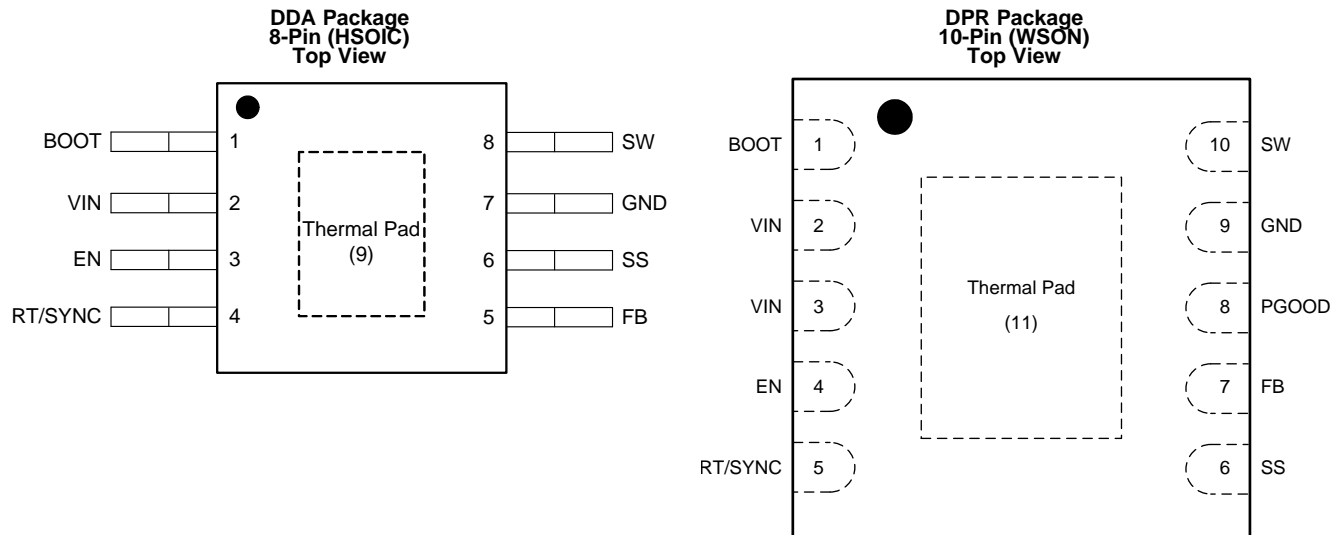 DDA Package
8-Pin (HSOIC)
Top View
BOOT 1
VIN 2
EN 3
RT/SYNC 4
Thermal Pad
(9)
8 SW
7 GND
6 SS
5 FB
DPR Package
10-Pin (WSON)
Top View
BOOT 1
VIN 2
VIN 3
EN 4
RT/SYNC 5
Thermal Pad
(11)
10 SW
9 GND
8 PGOOD
7 FB
6 SS